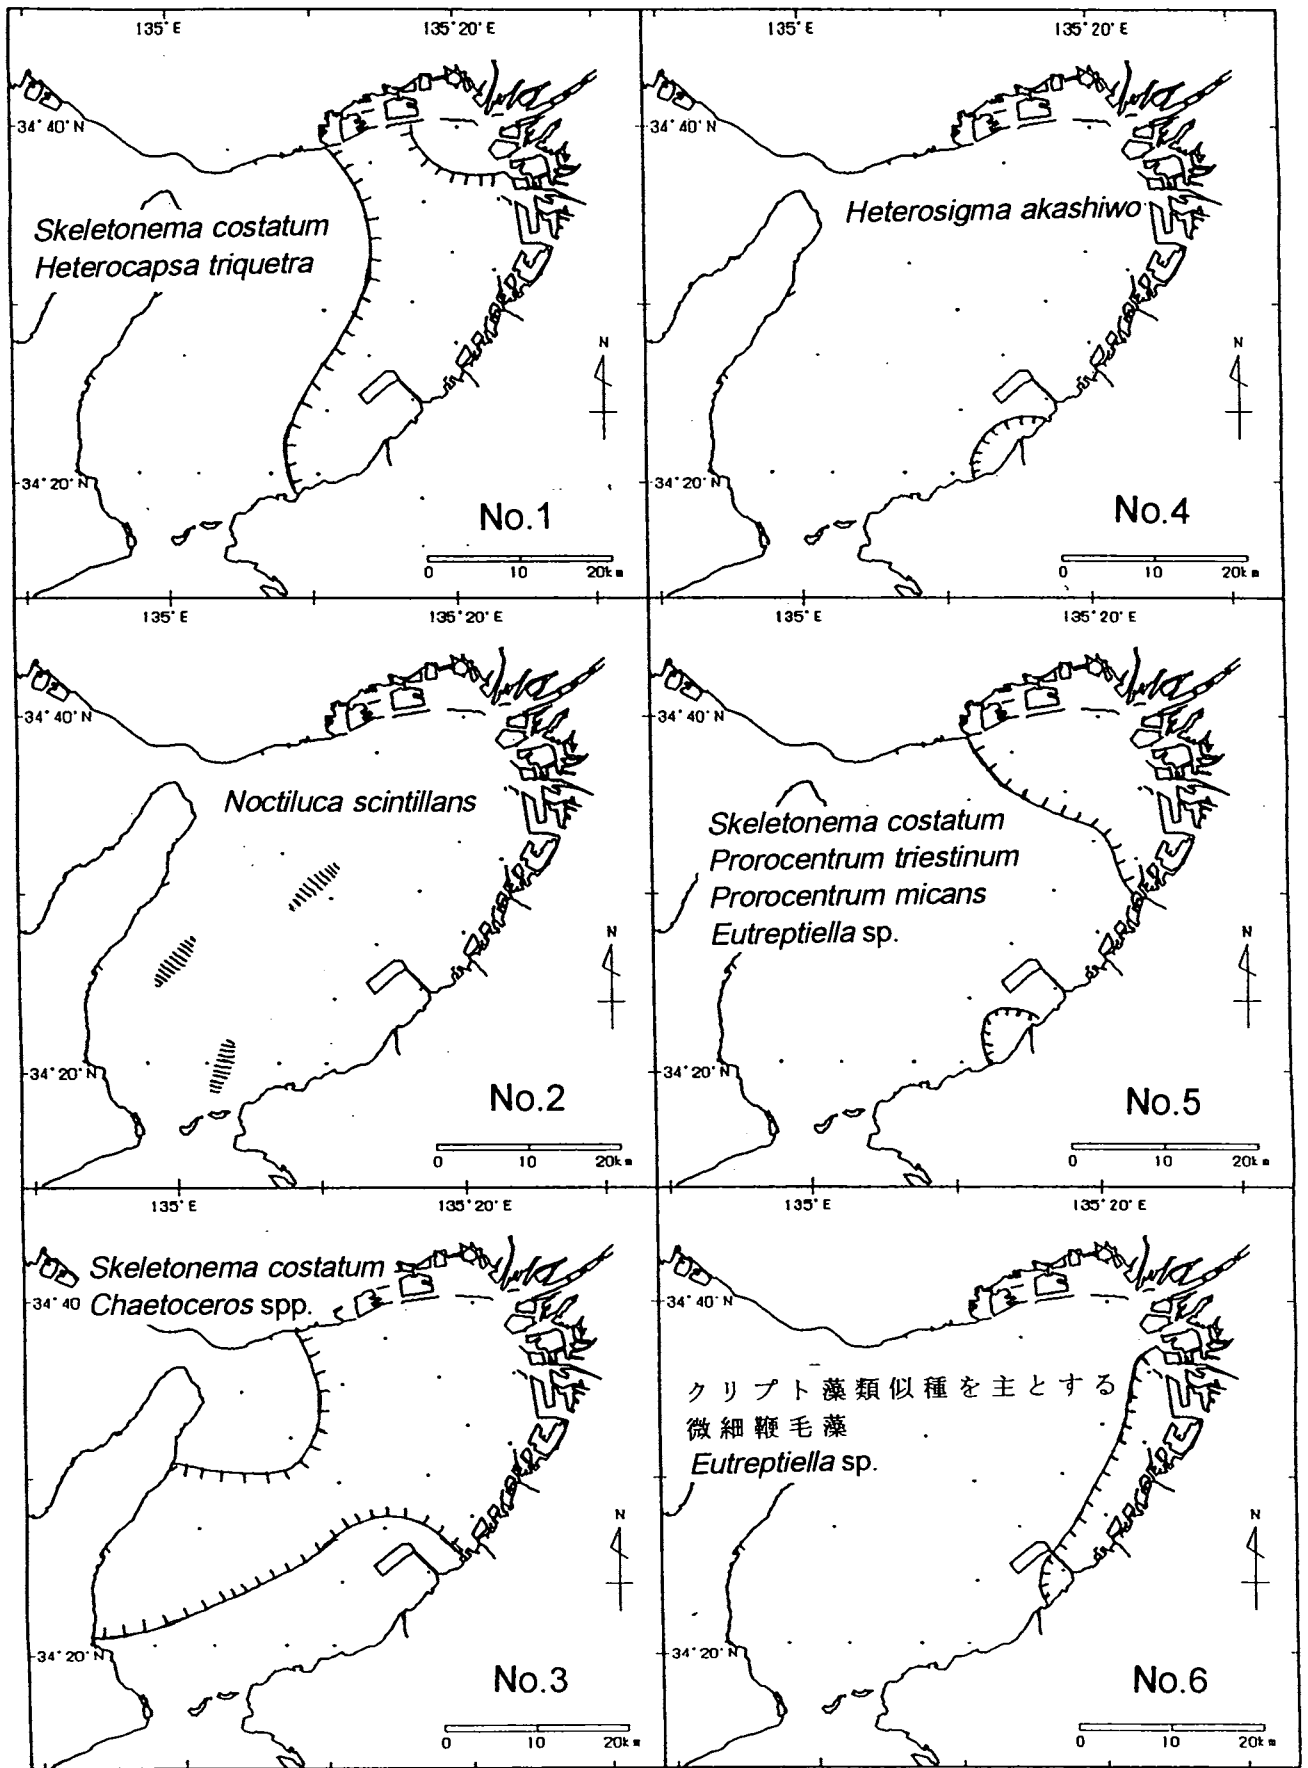 135° E
135° 20' E
34° 40' N
Skeletonema costatum
Heterocapsa triquetra
N
34° 20' N
No.1
0 10 20km
135° E
135° 20' E
34° 40' N
Heterosigma akashiwo
N
34° 20' N
No.4
0 10 20km
135° E
135° 20' E
34° 40' N
Noctiluca scintillans
N
34° 20' N
No.2
0 10 20km
135° E
135° 20' E
34° 40' N
Skeletonema costatum
Prorocentrum triestinum
Prorocentrum micans
Eutreptiella sp.
N
34° 20' N
No.5
0 10 20km
135° E
135° 20' E
Skeletonema costatum
34° 40
Chaetoceros spp.
N
34° 20' N
No.3
0 10 20km
135° E
135° 20' E
34° 40' N
クリプト藻類似種を主とする
微細鞭毛藻
Eutreptiella sp.
N
34° 20' N
No.6
0 10 20km